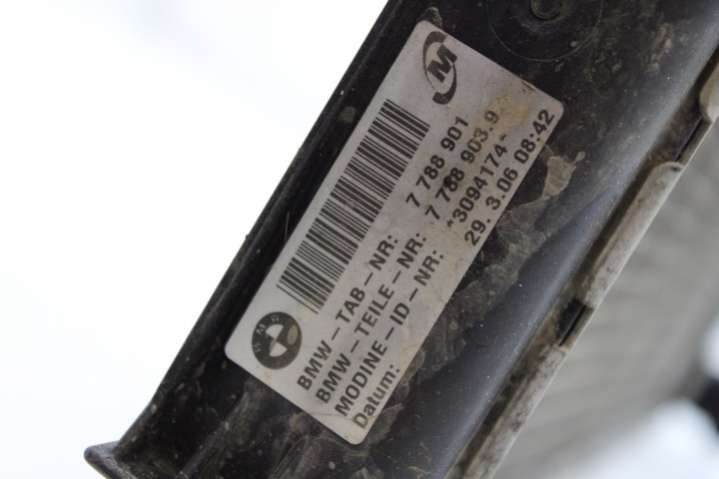 M
BMW-TAB-NR: 7 788 901
BMW-TEILE-NR: 7 788 903.9
MODINE-ID-NR: *3094174-
Datum: 29. 3.06 08:42
BMW